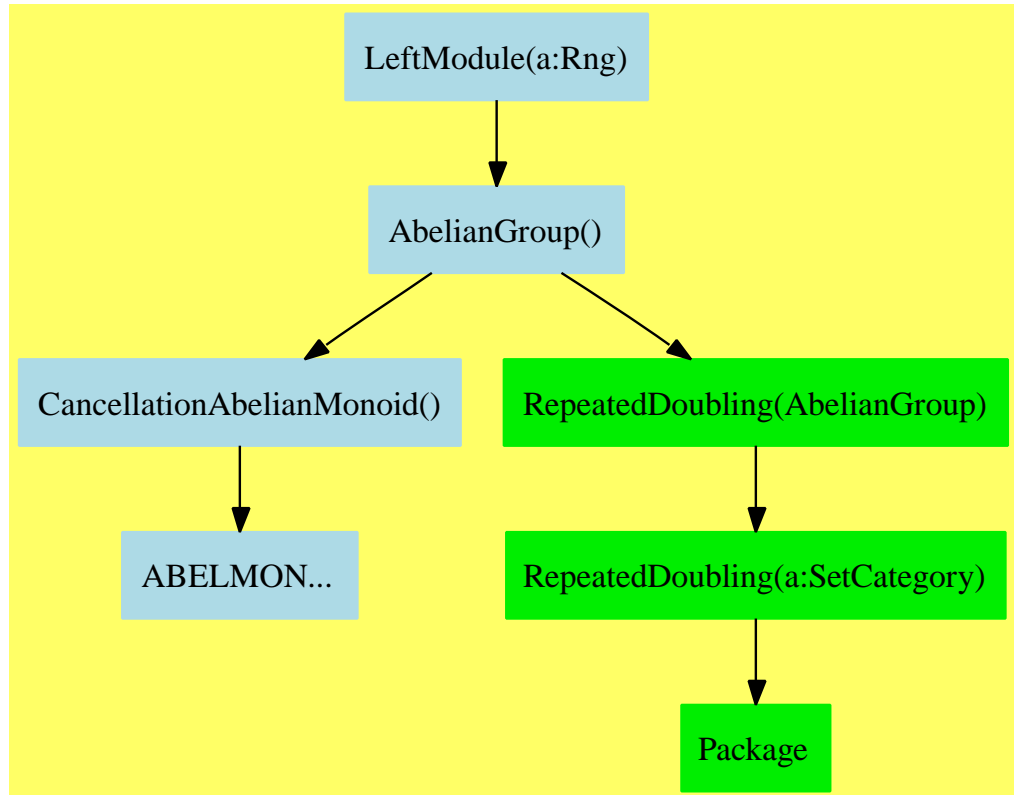 LeftModule(a:Rng)
AbelianGroup()
CancellationAbelianMonoid()
RepeatedDoubling(AbelianGroup)
ABELMON...
RepeatedDoubling(a:SetCategory)
Package